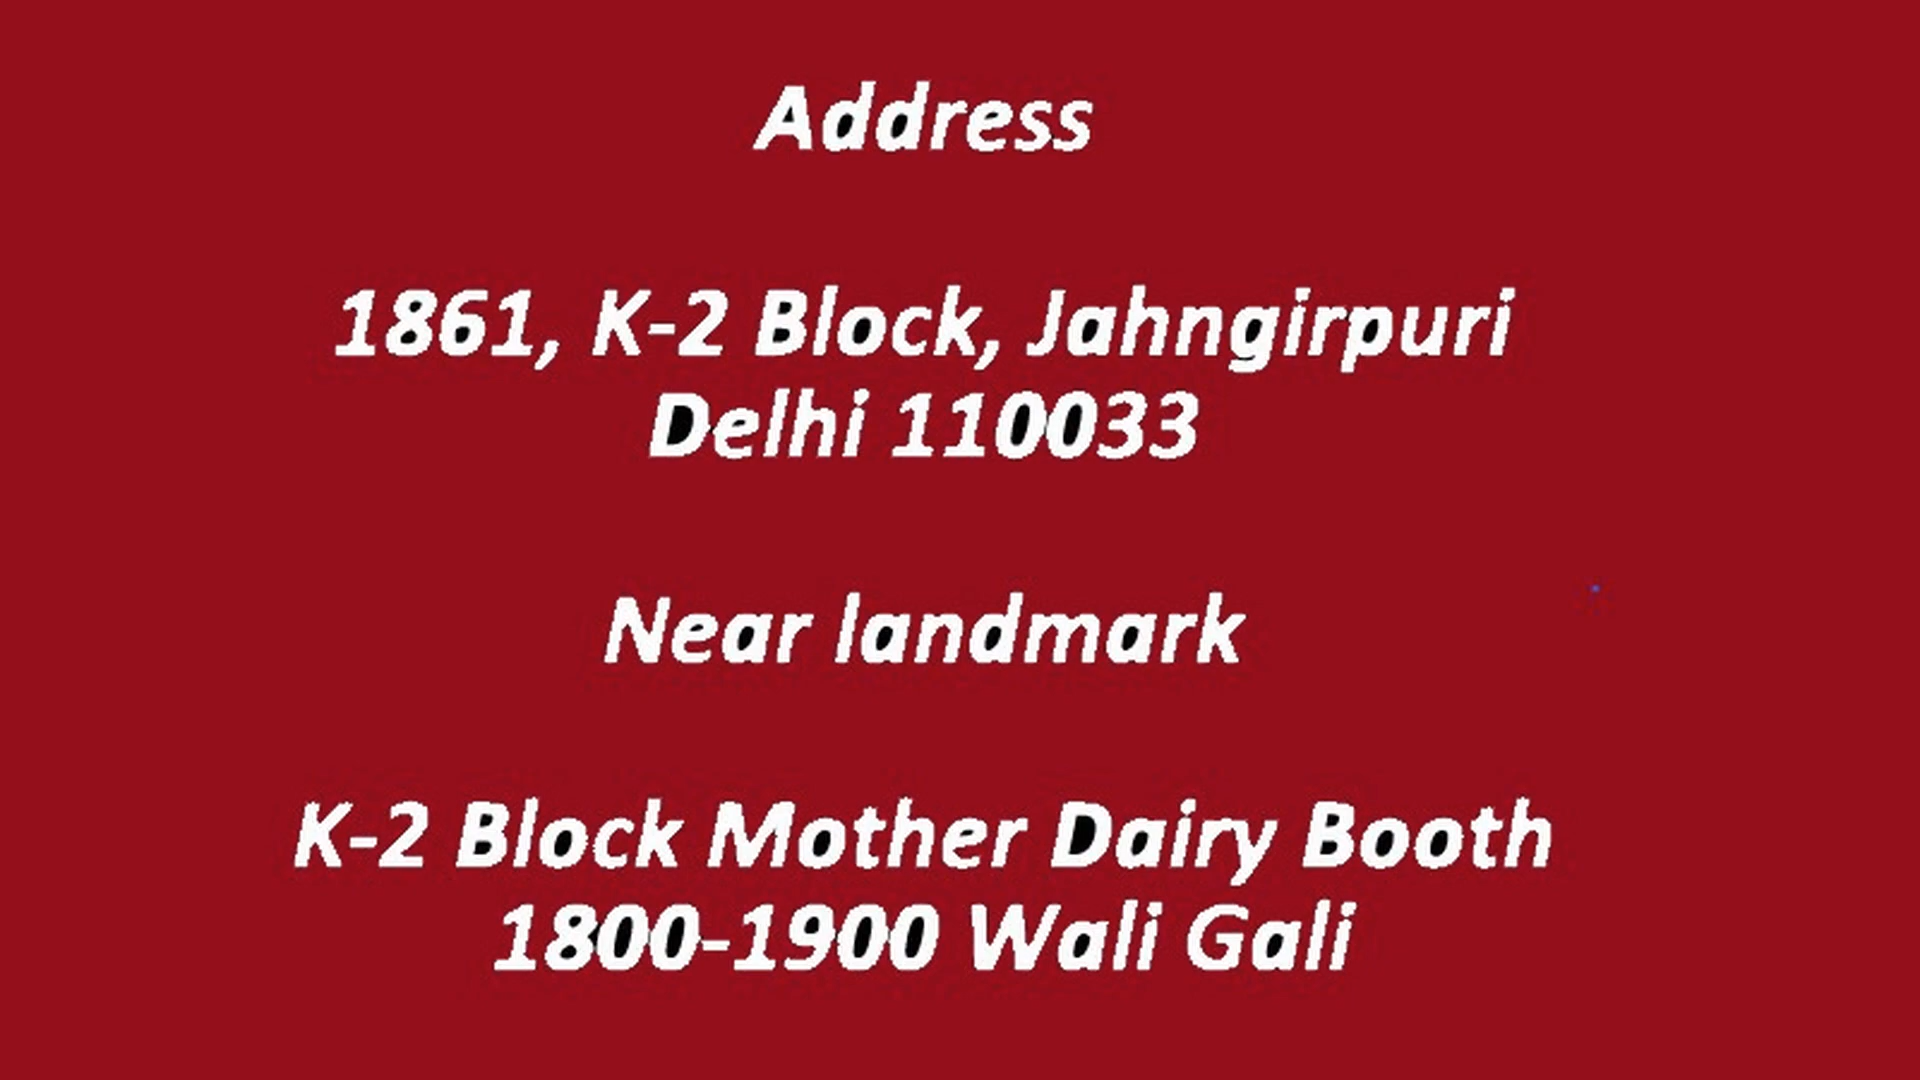 Address
1861, K-2 Block, Jahngirpuri
Delhi 110033
Near landmark
K-2 Block Mother Dairy Booth
1800-1900 Wali Gali